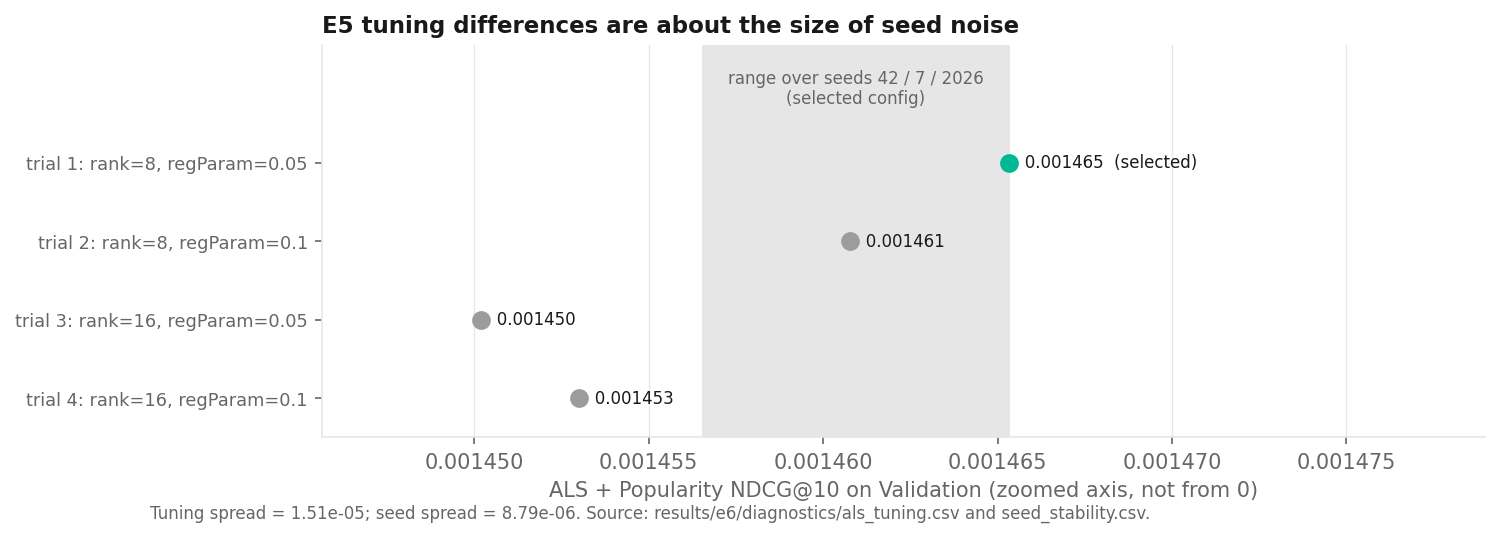 E5 tuning differences are about the size of seed noise
range over seeds 42 / 7 / 2026
(selected config)
trial 1: rank=8, regParam=0.05
0.001465 (selected)
trial 2: rank=8, regParam=0.1
0.001461
trial 3: rank=16, regParam=0.05
0.001450
trial 4: rank=16, regParam=0.1
0.001453
0.001450 0.001455 0.001460 0.001465 0.001470 0.001475
ALS + Popularity NDCG@10 on Validation (zoomed axis, not from 0)
Tuning spread = 1.51e-05; seed spread = 8.79e-06. Source: results/e6/diagnostics/als_tuning.csv and seed_stability.csv.